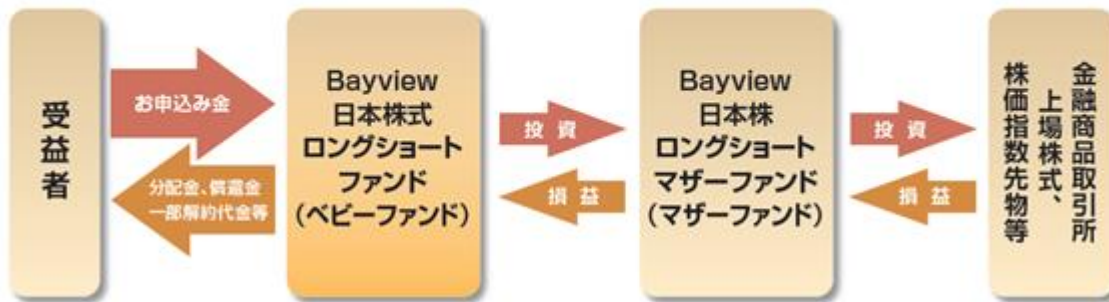 受益者
お申込み金
分配金、償還金
一部解約代金等
Bayview
日本株式
ロングショート
ファンド
(ベビーファンド)
投資
損益
Bayview
日本株
ロングショート
マザーファンド
(マザーファンド)
投資
損益
金融商品取引所
上場株式、
株価指数先物等